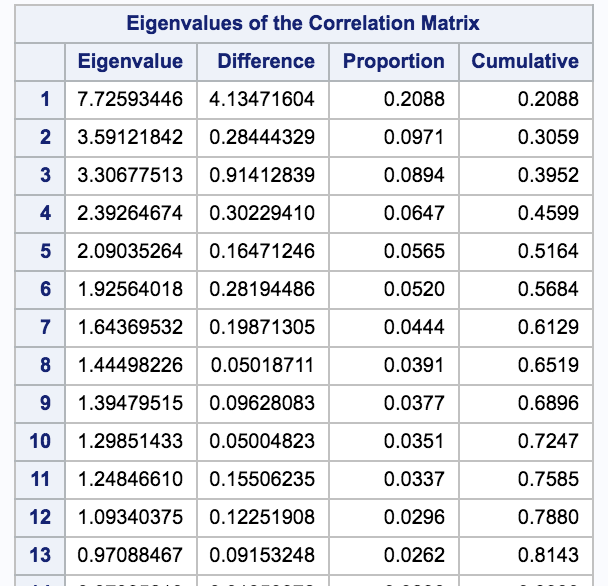 Eigenvalues of the Correlation Matrix
Eigenvalue Difference Proportion Cumulative
1 7.72593446 4.13471604 0.2088 0.2088
2 3.59121842 0.28444329 0.0971 0.3059
3 3.30677513 0.91412839 0.0894 0.3952
4 2.39264674 0.30229410 0.0647 0.4599
5 2.09035264 0.16471246 0.0565 0.5164
6 1.92564018 0.28194486 0.0520 0.5684
7 1.64369532 0.19871305 0.0444 0.6129
8 1.44498226 0.05018711 0.0391 0.6519
9 1.39479515 0.09628083 0.0377 0.6896
10 1.29851433 0.05004823 0.0351 0.7247
11 1.24846610 0.15506235 0.0337 0.7585
12 1.09340375 0.12251908 0.0296 0.7880
13 0.97088467 0.09153248 0.0262 0.8143